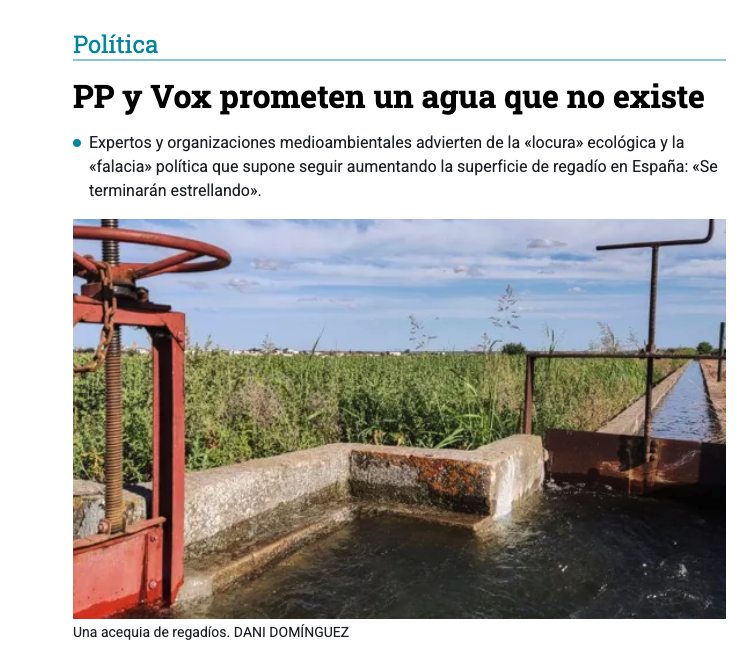 Política
PP y Vox prometen un agua que no existe
Expertos y organizaciones medioambientales advierten de la «locura» ecológica y la
«falacia» política que supone seguir aumentando la superficie de regadío en España: «Se
terminarán estrellando».
Una acequia de regadíos. DANI DOMÍNGUEZ